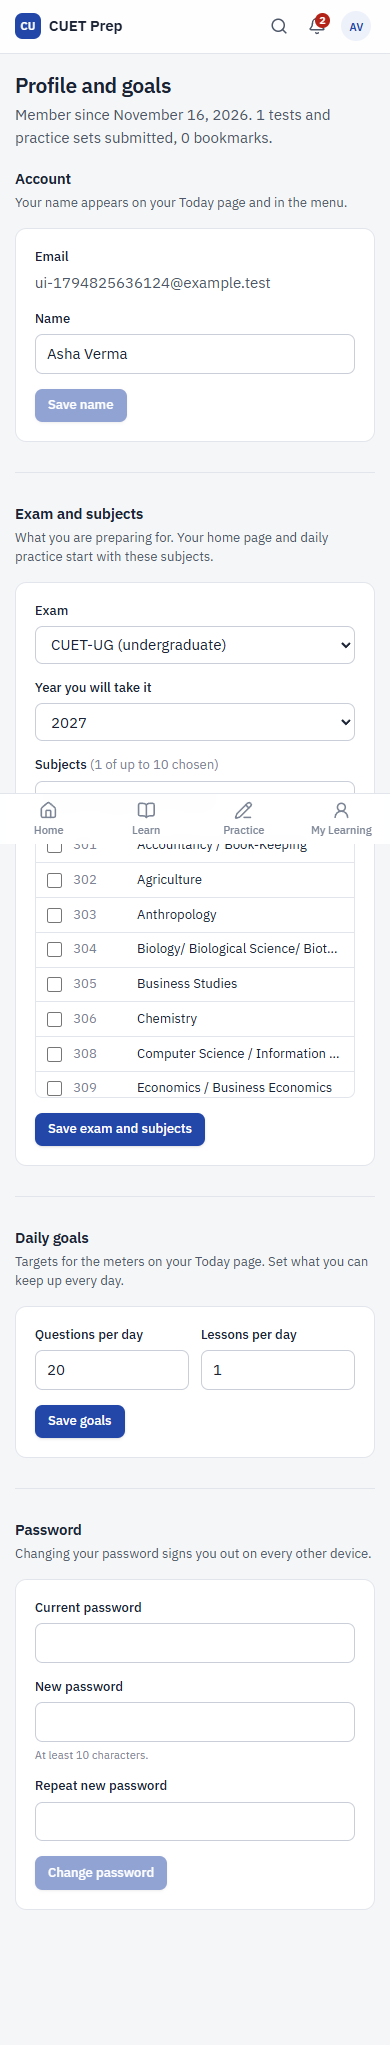 CU CUET Prep 2 AV
Profile and goals
Member since November 16, 2026. 1 tests and
practice sets submitted, 0 bookmarks.
Account
Your name appears on your Today page and in the menu.
Email
ui-1794825636124@example.test
Name
Asha Verma
Save name
Exam and subjects
What you are preparing for. Your home page and daily
practice start with these subjects.
Exam
CUET-UG (undergraduate)
Year you will take it
2027
Subjects (1 of up to 10 chosen)
Home Learn Practice My Learning
301 Accountancy / Book-Keeping
302 Agriculture
303 Anthropology
304 Biology/ Biological Science/ Biot...
305 Business Studies
306 Chemistry
308 Computer Science / Information ...
309 Economics / Business Economics
Save exam and subjects
Daily goals
Targets for the meters on your Today page. Set what you can
keep up every day.
Questions per day Lessons per day
20 1
Save goals
Password
Changing your password signs you out on every other device.
Current password
New password
At least 10 characters.
Repeat new password
Change password